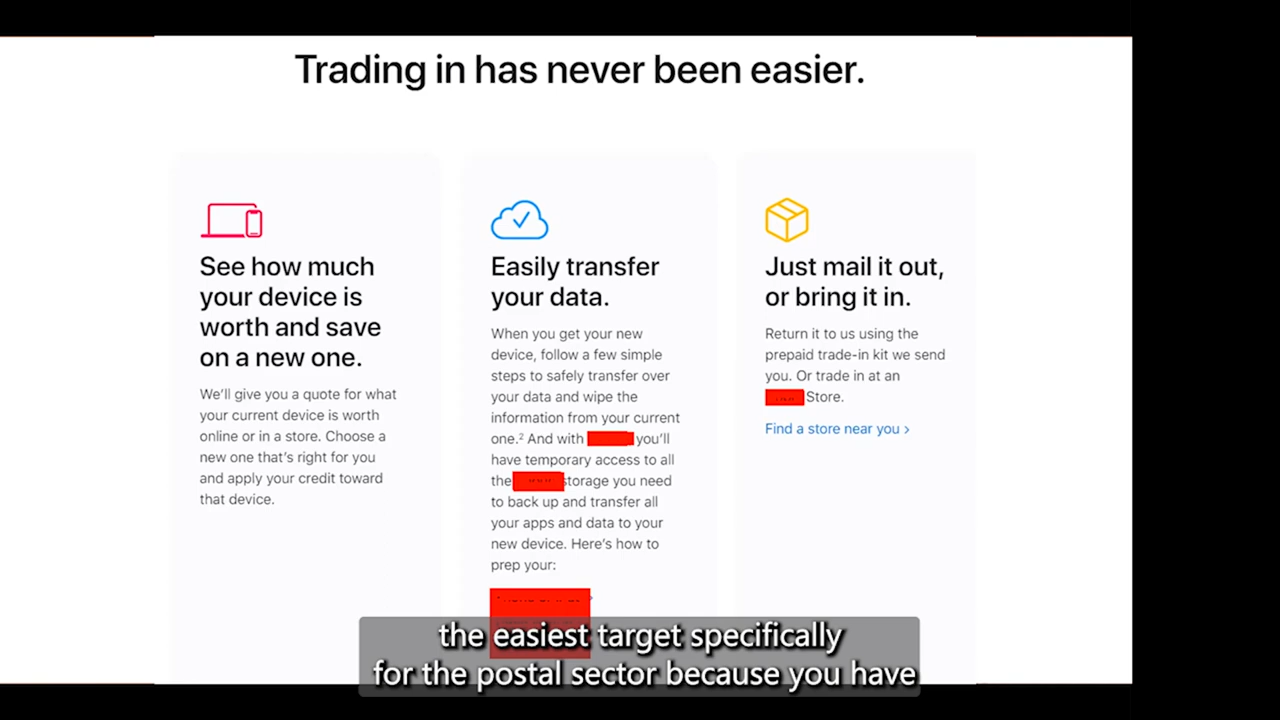 Trading in has never been easier.
See how much
your device is
worth and save
on a new one.
We'll give you a quote for what
your current device is worth
online or in a store. Choose a
new one that's right for you
and apply your credit toward
that device.
Easily transfer
your data.
When you get your new
device, follow a few simple
steps to safely transfer over
your data and wipe the
information from your current
one.² And with you'll
have temporary access to all
the storage you need
to back up and transfer all
your apps and data to your
new device. Here's how to
prep your:
Just mail it out,
or bring it in.
Return it to us using the
prepaid trade-in kit we send
you. Or trade in at an
Store.
Find a store near you >
the easiest target specifically
for the postal sector because you have